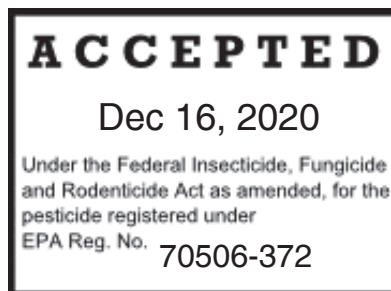 ACCEPTED
Dec 16, 2020
Under the Federal Insecticide, Fungicide
and Rodenticide Act as amended, for the
pesticide registered under
EPA Reg. No. 70506-372